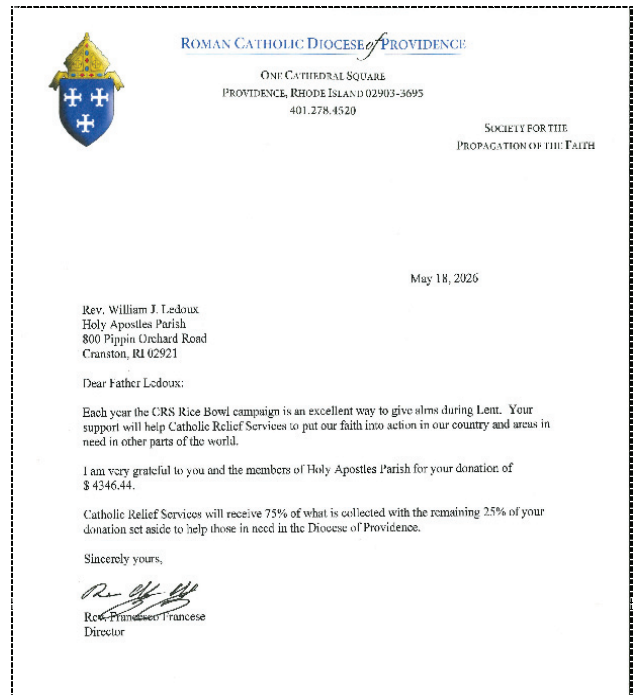 ROMAN CATHOLIC DIOCESE of PROVIDENCE
ONE CATHEDRAL SQUARE
PROVIDENCE, RHODE ISLAND 02903-3695
401.278.4520
SOCIETY FOR THE
PROPAGATION OF THE FAITH
May 18, 2026
Rev. William J. Ledoux
Holy Apostles Parish
800 Pippin Orchard Road
Cranston, RI 02921
Dear Father Ledoux:
Each year the CRS Rice Bowl campaign is an excellent way to give alms during Lent. Your
support will help Catholic Relief Services to put our faith into action in our country and areas in
need in other parts of the world.
I am very grateful to you and the members of Holy Apostles Parish for your donation of
$ 4346.44.
Catholic Relief Services will receive 75% of what is collected with the remaining 25% of your
donation set aside to help those in need in the Diocese of Providence.
Sincerely yours,
Rev. Francesco Francese
Director